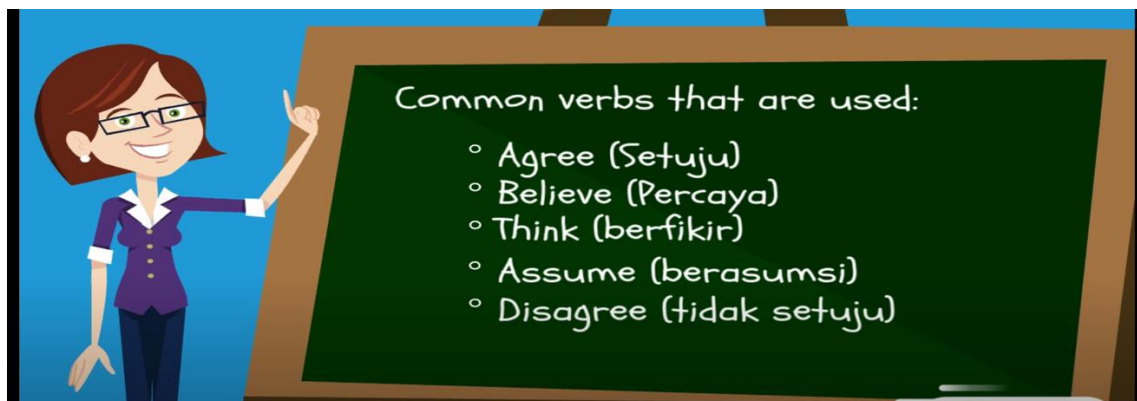 Common verbs that are used:
° Agree (Setuju)
° Believe (Percaya)
° Think (berfikir)
° Assume (berasumsi)
° Disagree (tidak setuju)